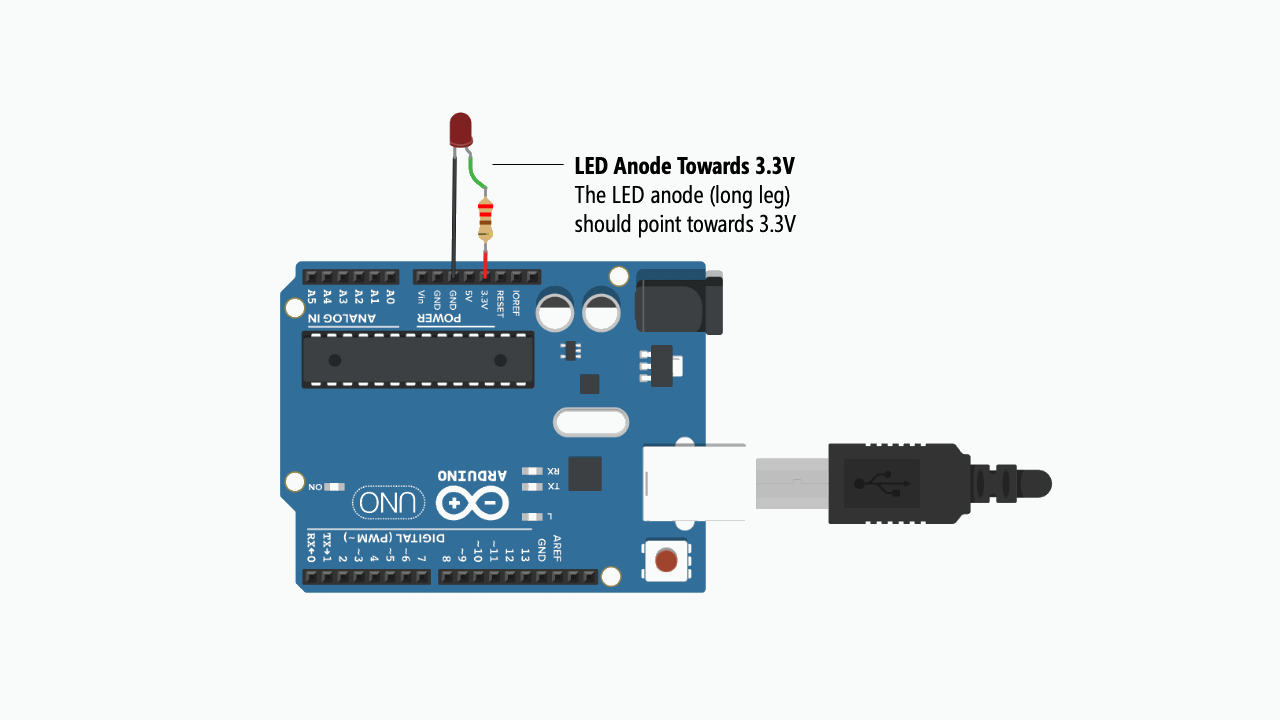 LED Anode Towards 3.3V
The LED anode (long leg)
should point towards 3.3V
A5 A4 A3 A2 A1 A0
Vin GND GND 5V 3.3V RESET IOREF
ANALOG IN
POWER
RX
TX
L
ON
UNO
ARDUINO
DIGITAL (PWM ~)
RX←0 TX→1 2 ~3 4 ~5 ~6 7 8 ~9 ~10 ~11 12 13 GND AREF